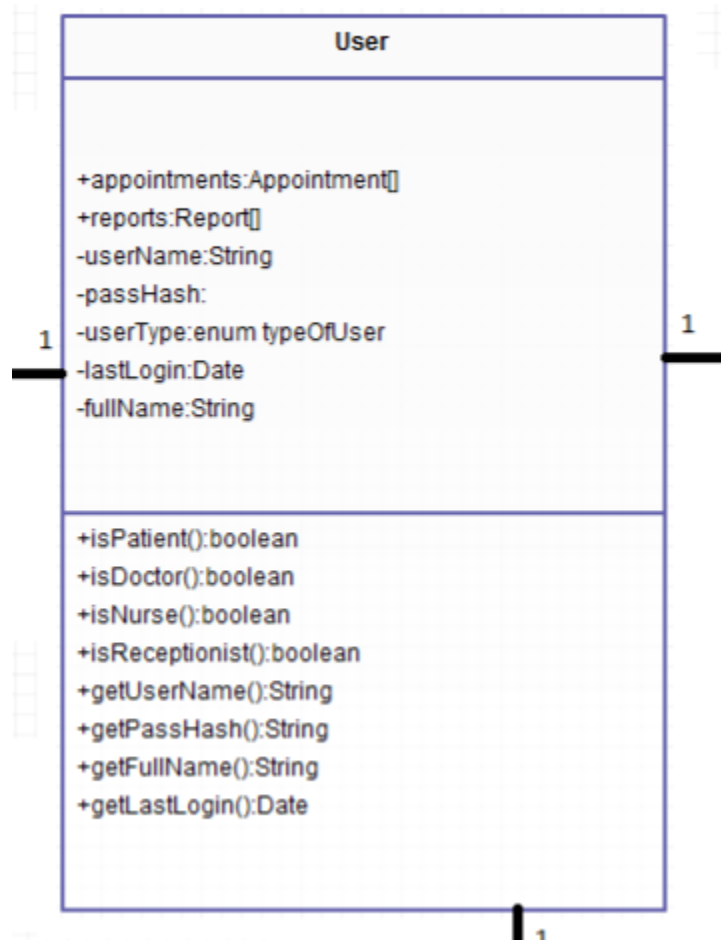 User
+appointments:Appointment[]
+reports:Report[]
-userName:String
-passHash:
-userType:enum typeOfUser
-lastLogin:Date
-fullName:String
1
1
+isPatient():boolean
+isDoctor():boolean
+isNurse():boolean
+isReceptionist():boolean
+getUserName():String
+getPassHash():String
+getFullName():String
+getLastLogin():Date
1